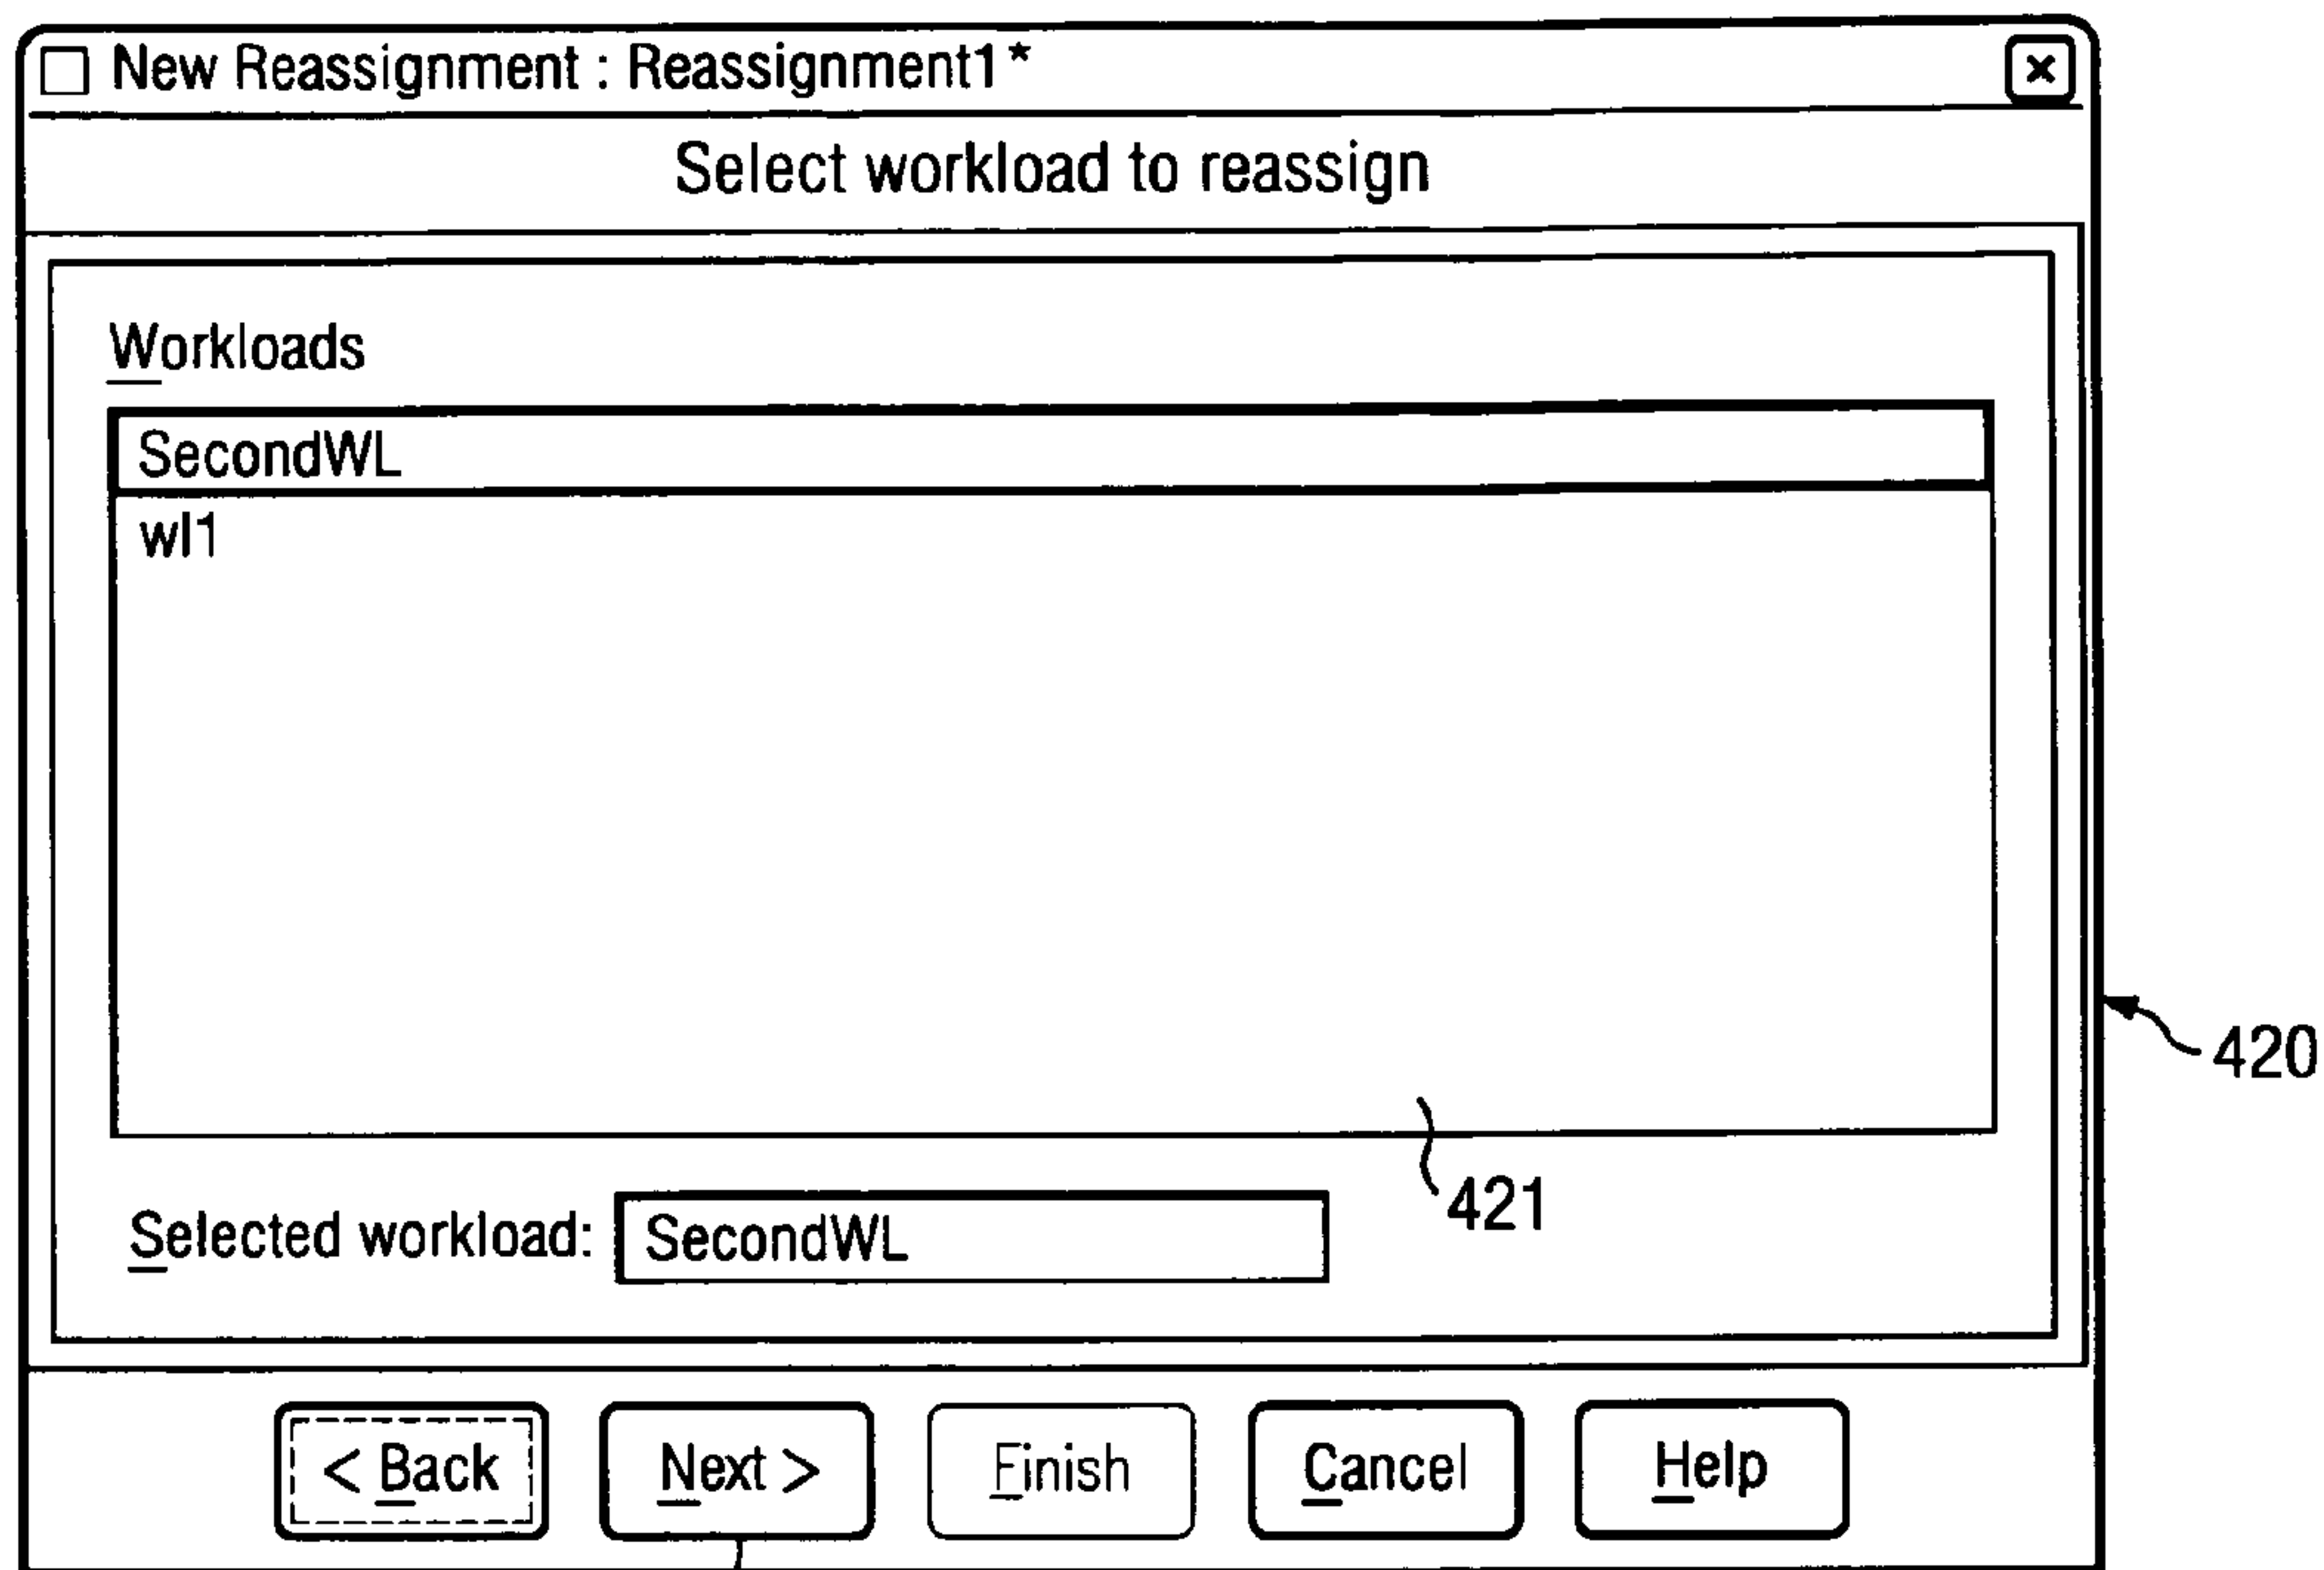 New Reassignment : Reassignment1*
Select workload to reassign
Workloads
SecondWL
wl1
420
421
Selected workload: SecondWL
< Back Next > Finish Cancel Help